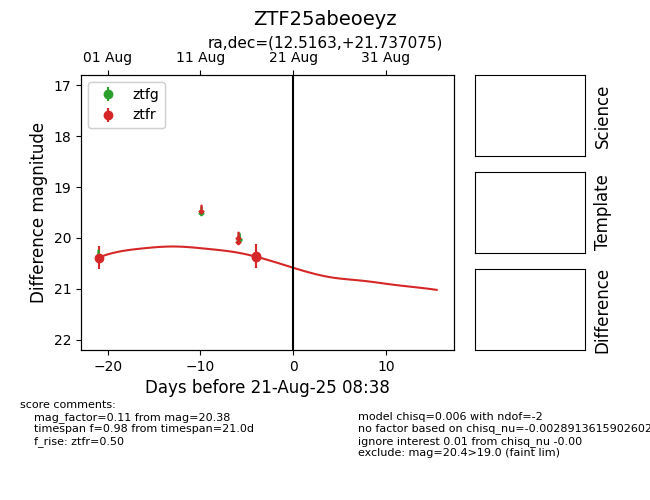 ZTF25abeoeyz
ra,dec=(12.5163,+21.737075)
01 Aug
11 Aug
21 Aug
31 Aug
ztfg
ztfr
17
18
19
20
21
22
Difference magnitude
−20
−10
0
10
Days before 21-Aug-25 08:38
Science
Template
Difference
score comments:
mag_factor=0.11 from mag=20.38
timespan f=0.98 from timespan=21.0d
f_rise: ztfr=0.50
model chisq=0.006 with ndof=-2
no factor based on chisq_nu=-0.0028913615902602
ignore interest 0.01 from chisq_nu -0.00
exclude: mag=20.4>19.0 (faint lim)